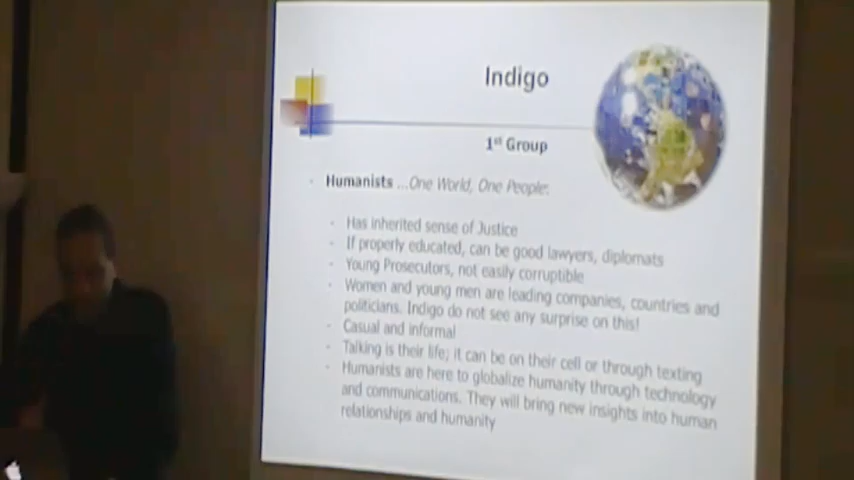 Indigo
1st Group
- Humanists ...One World, One People:
- Has inherited sense of Justice
- If properly educated, can be good lawyers, diplomats
- Young Prosecutors, not easily corruptible
- Women and young men are leading companies, countries and
politicians. Indigo do not see any surprise on this!
- Casual and informal
- Talking is their life; it can be on their cell or through texting
- Humanists are here to globalize humanity through technology
and communications. They will bring new insights into human
relationships and humanity